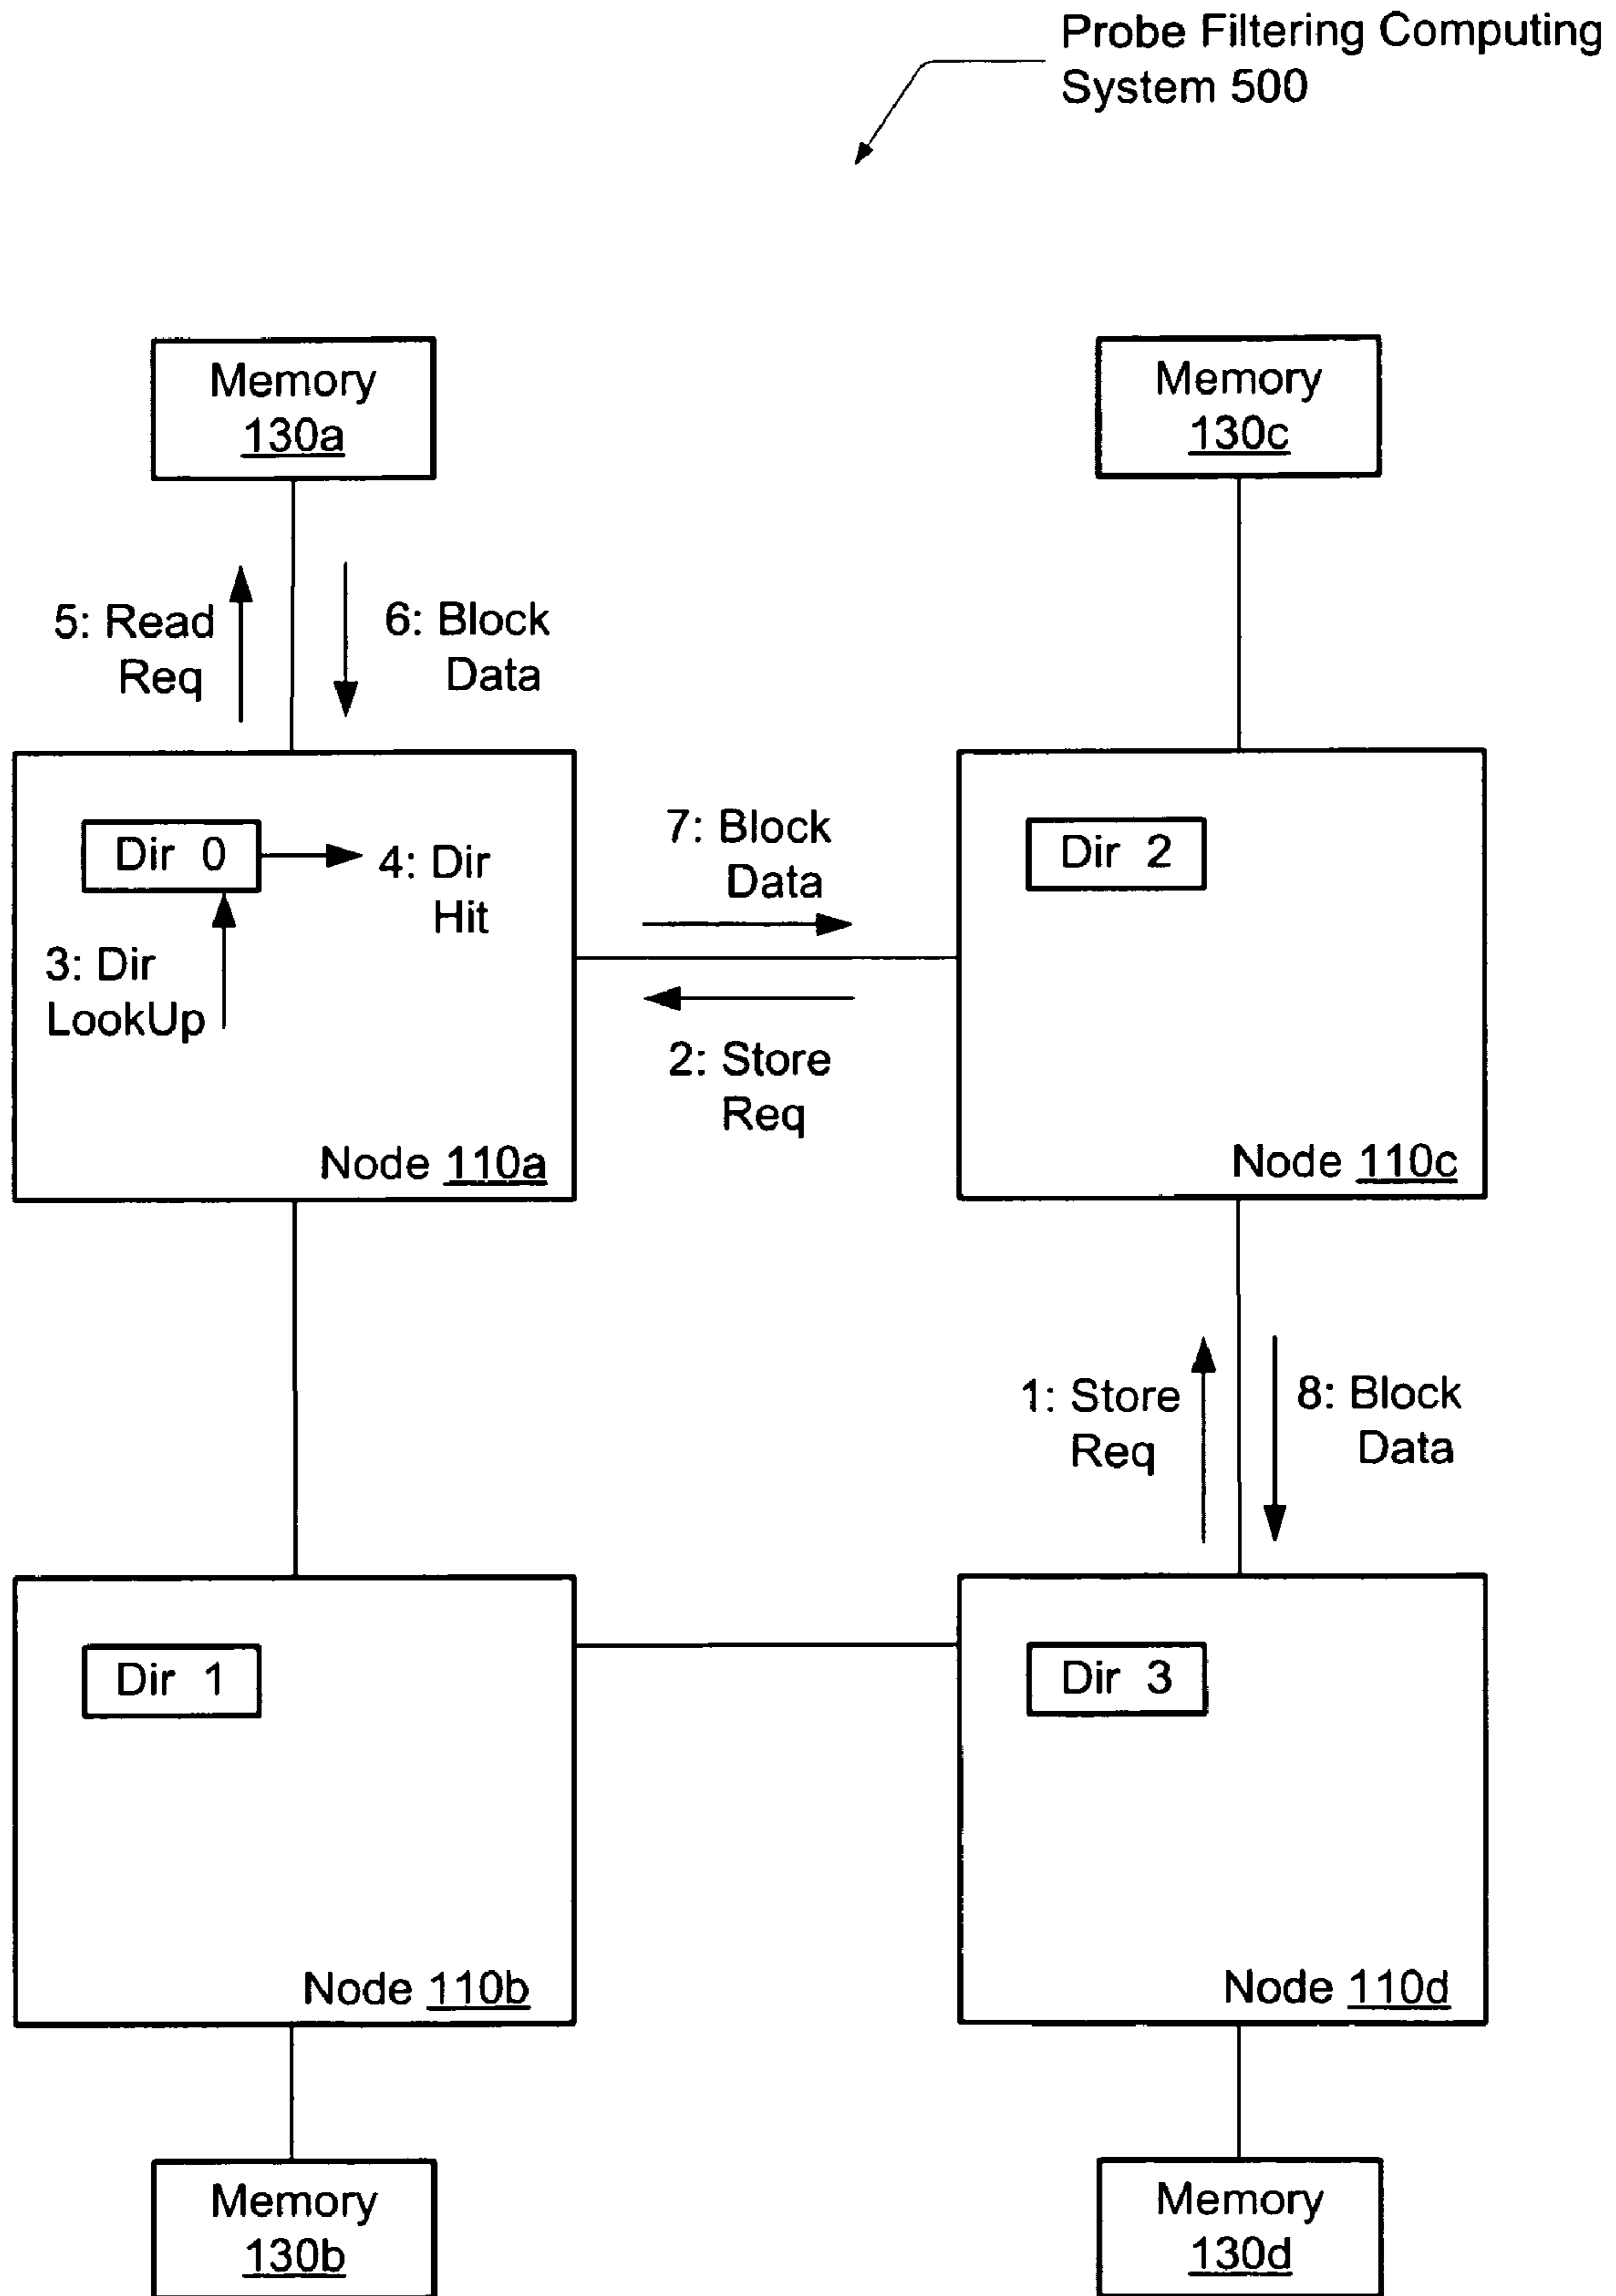 Probe Filtering Computing
System 500
Memory
130a
Memory
130c
5: Read
Req
6: Block
Data
Dir 0
4: Dir
Hit
3: Dir
LookUp
Node 110a
7: Block
Data
2: Store
Req
Dir 2
Node 110c
1: Store
Req
8: Block
Data
Dir 1
Node 110b
Dir 3
Node 110d
Memory
130b
Memory
130d